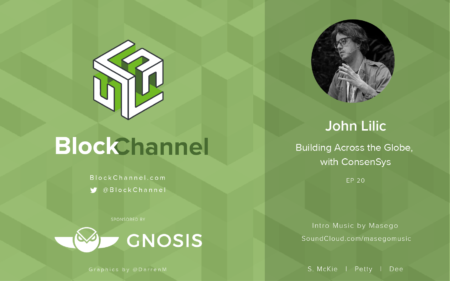 BlockChannel
BlockChannel.com
@BlockChannel
SPONSORED BY
GNOSIS
Graphics by @DarrenM
John Lilic
Building Across the Globe,
with ConsenSys
EP 20
Intro Music by Masego
SoundCloud.com/masegomusic
S. McKie | Petty | Dee